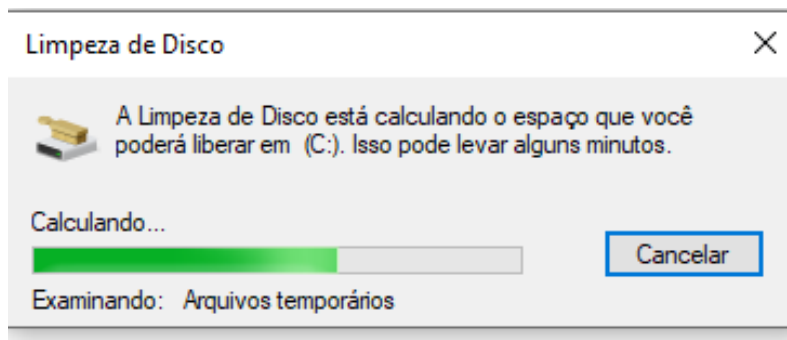 Limpeza de Disco
A Limpeza de Disco está calculando o espaço que você
poderá liberar em  (C:). Isso pode levar alguns minutos.
Calculando...
Cancelar
Examinando:   Arquivos temporários